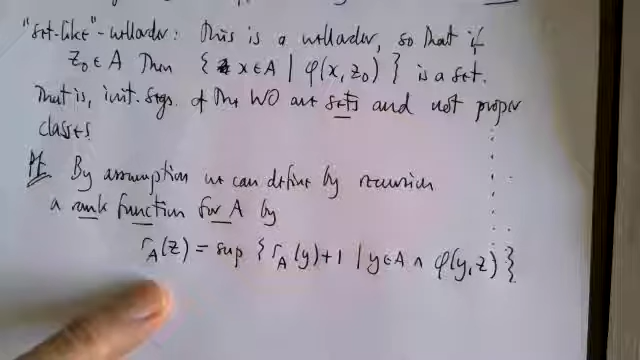 "set-like"-wellorder: This is a wellorder, so that if
z₀ ∈ A Then { x ∈ A | φ(x, z₀) } is a set.
That is, init. segs. of the WO are sets and not proper
classes.
Pf By assumption we can define by recursion
a rank function for A by
r_A(z) = sup { r_A(y)+1 | y ∈ A ∧ φ(y, z) }